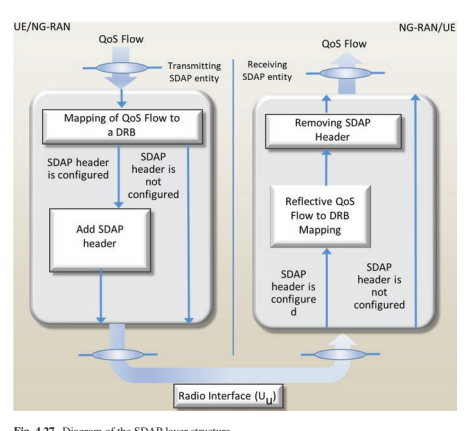 UE/NG-RAN
NG-RAN/UE
QoS Flow
QoS Flow
Transmitting
SDAP entity
Receiving
SDAP entity
Mapping of QoS Flow to
a DRB
SDAP header
is configured
SDAP
header is
not
configured
Add SDAP
header
Removing SDAP
Header
Reflective QoS
Flow to DRB
Mapping
SDAP
header is
configure
d
SDAP
header is
not
configured
Radio Interface (UU)
Fig. 4.27 Diagram of the SDAP layer structure